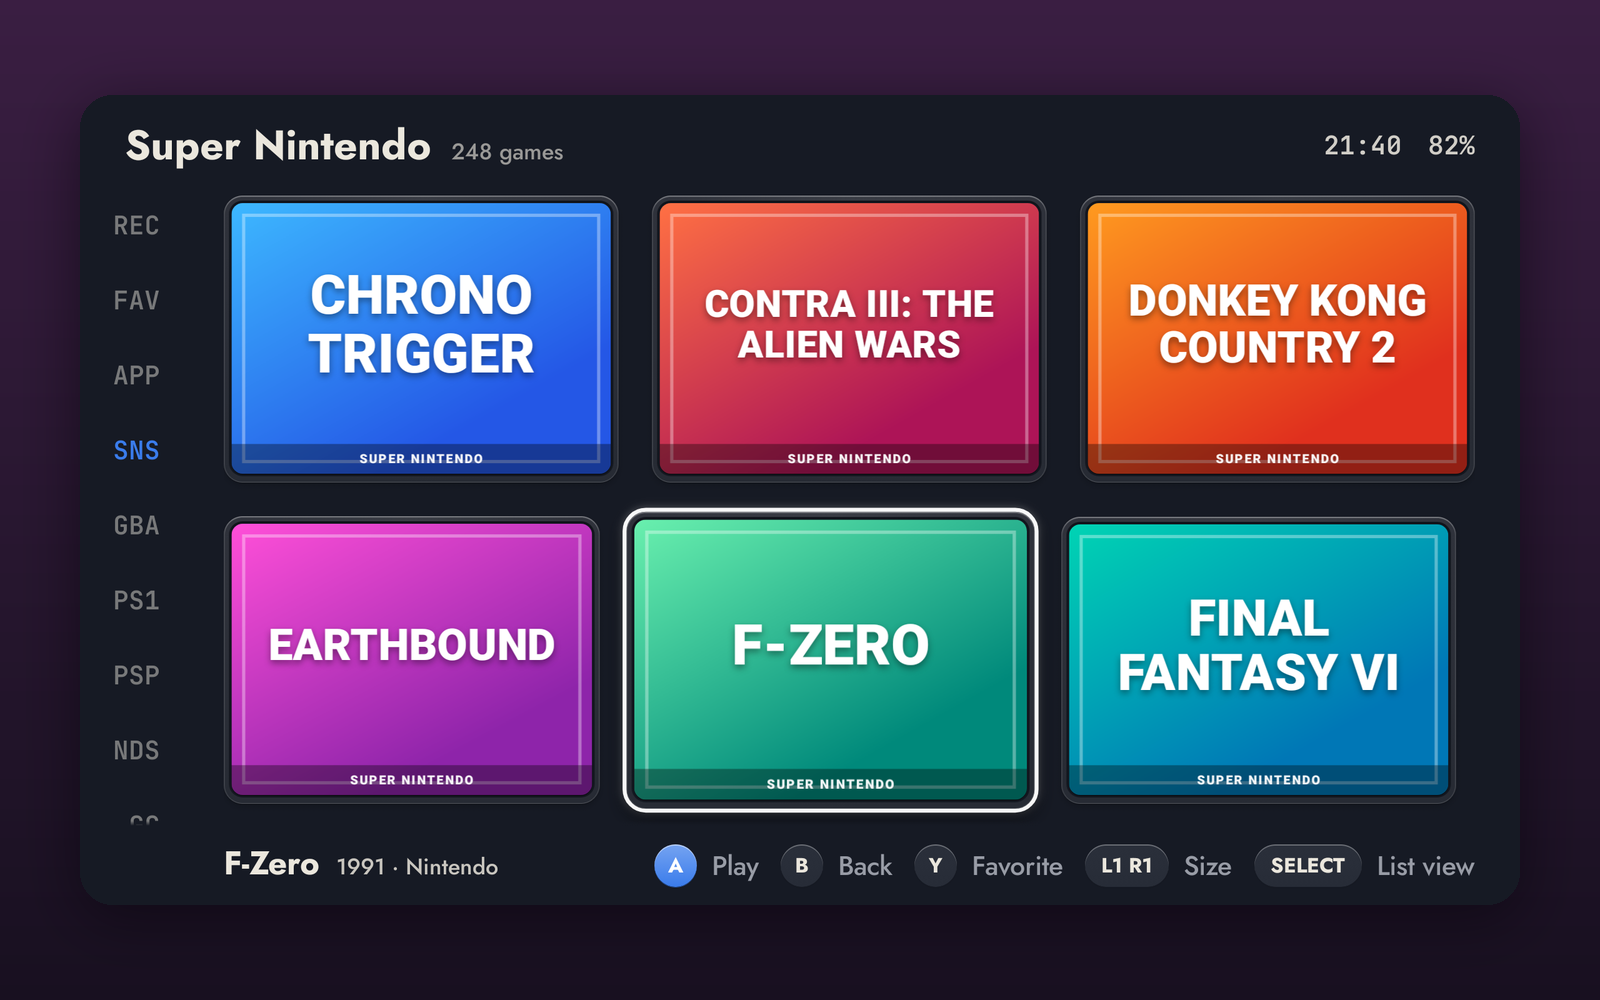 Super Nintendo 248 games
21:40 82%
REC
FAV
APP
SNS
GBA
PS1
PSP
NDS
CHRONO
TRIGGER
SUPER NINTENDO
CONTRA III: THE
ALIEN WARS
SUPER NINTENDO
DONKEY KONG
COUNTRY 2
SUPER NINTENDO
EARTHBOUND
SUPER NINTENDO
F-ZERO
SUPER NINTENDO
FINAL
FANTASY VI
SUPER NINTENDO
F-Zero 1991 · Nintendo
A Play B Back Y Favorite L1 R1 Size SELECT List view